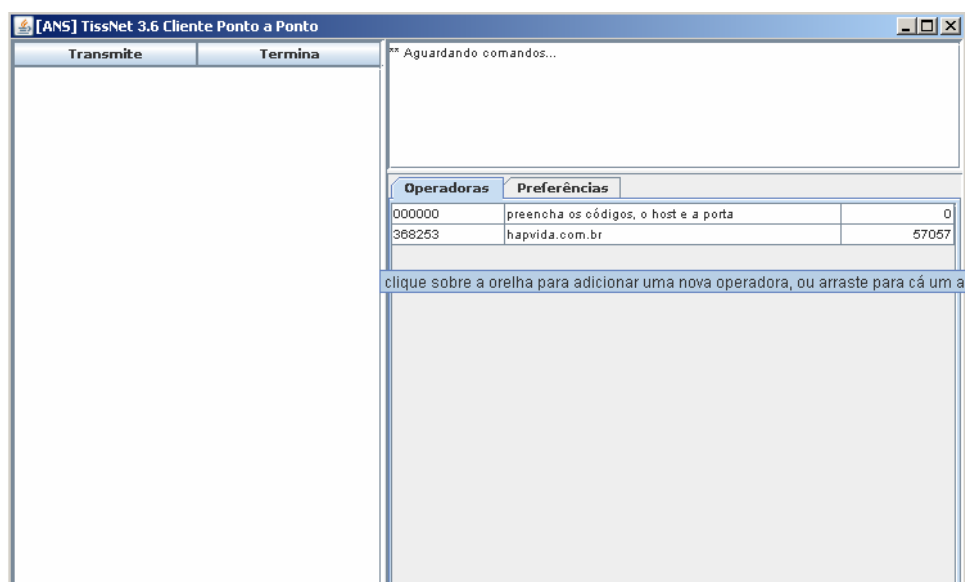 [ANS] TissNet 3.6 Cliente Ponto a Ponto
Transmite Termina
** Aguardando comandos...
Operadoras Preferências
000000 preencha os códigos, o host e a porta 0
368253 hapvida.com.br 57057
clique sobre a orelha para adicionar uma nova operadora, ou arraste para cá um a